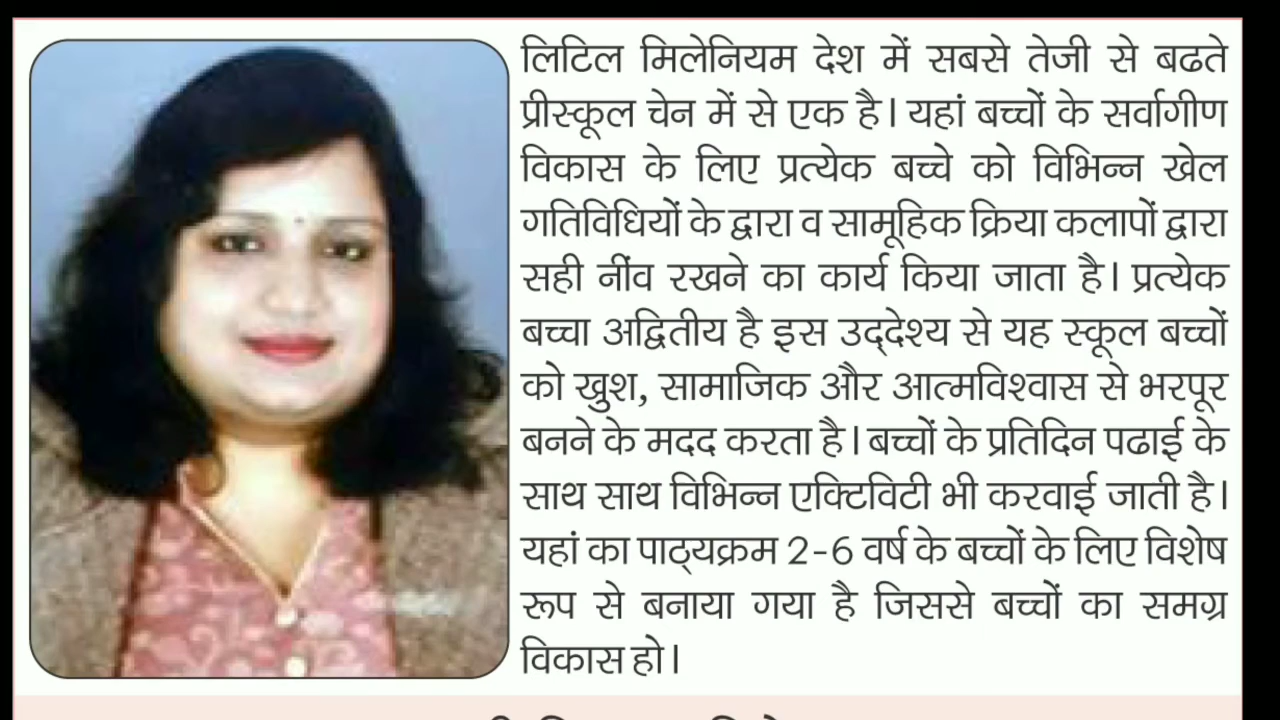 लिटिल मिलेनियम देश में सबसे तेजी से बढते
प्रीस्कूल चेन में से एक है। यहां बच्चों के सर्वागीण
विकास के लिए प्रत्येक बच्चे को विभिन्न खेल
गतिविधियों के द्वारा व सामूहिक क्रिया कलापों द्वारा
सही नींव रखने का कार्य किया जाता है। प्रत्येक
बच्चा अद्वितीय है इस उद्‌देश्य से यह स्कूल बच्चों
को खुश, सामाजिक और आत्मविश्वास से भरपूर
बनने के मदद करता है। बच्चों के प्रतिदिन पढाई के
साथ साथ विभिन्न एक्टिविटी भी करवाई जाती है।
यहां का पाठ्यक्रम 2-6 वर्ष के बच्चों के लिए विशेष
रूप से बनाया गया है जिससे बच्चों का समग्र
विकास हो।